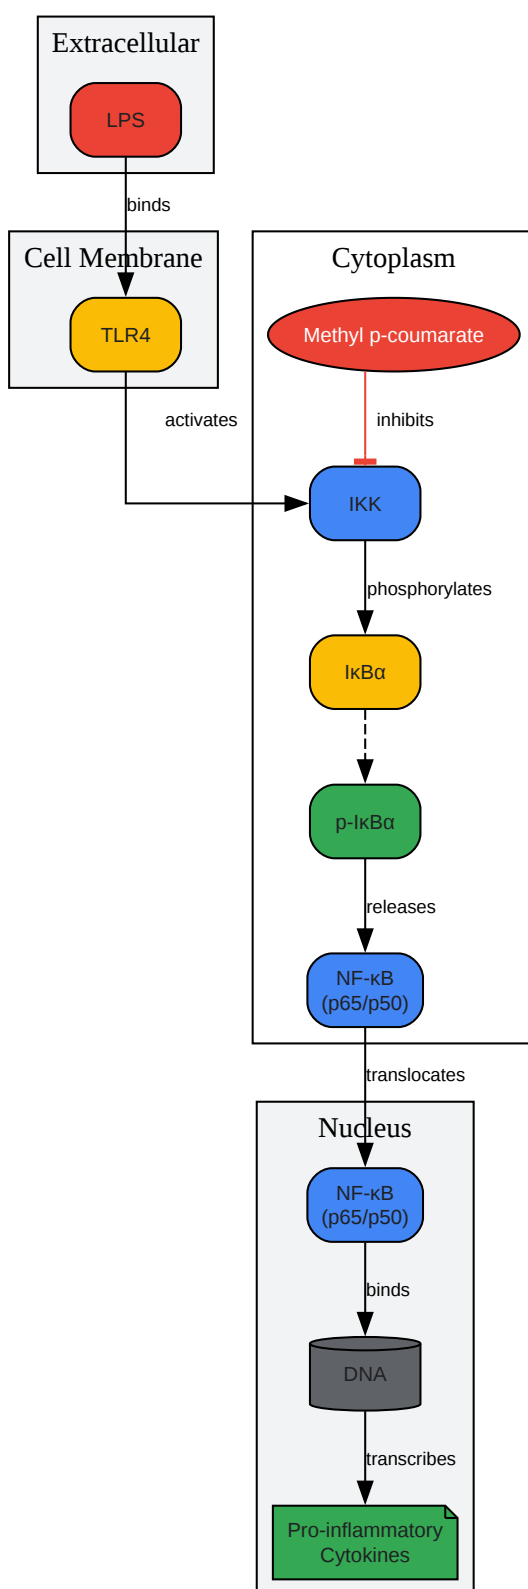 Extracellular
LPS
binds
Cell Membrane
TLR4
activates
Cytoplasm
Methyl p-coumarate
inhibits
IKK
phosphorylates
IκBα
p-IκBα
releases
NF-κB
(p65/p50)
translocates
Nucleus
NF-κB
(p65/p50)
binds
DNA
transcribes
Pro-inflammatory
Cytokines